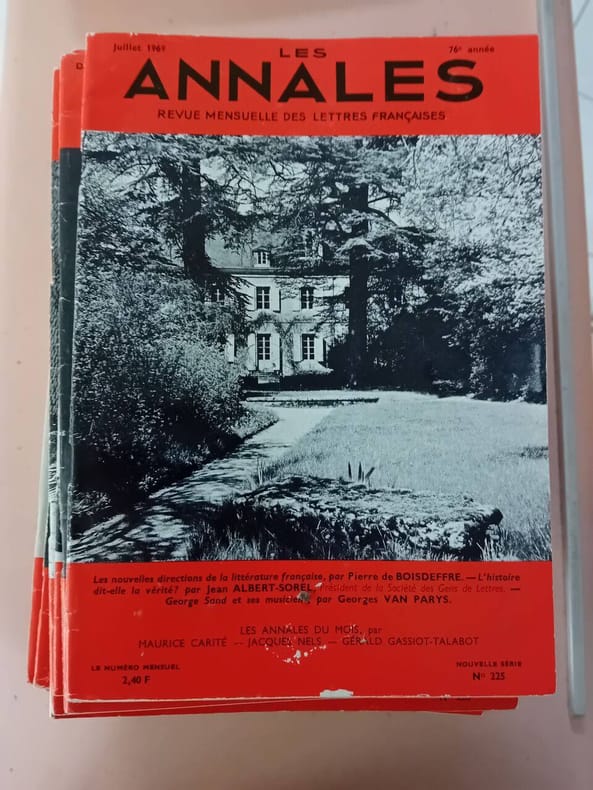 Juillet 1969
LES
76e année
ANNALES
REVUE MENSUELLE DES LETTRES FRANÇAISES
Les nouvelles directions de la littérature française, par Pierre de BOISDEFFRE. — L'histoire
dit-elle la vérité? par Jean ALBERT-SOREL, Président de la Société des Gens de Lettres. —
George Sand et ses musiciens, par Georges VAN PARYS.
LES ANNALES DU MOIS, par
MAURICE CARITÉ -- JACQUES NELS — GÉRALD GASSIOT-TALABOT
LE NUMÉRO MENSUEL
2,40 F
NOUVELLE SÉRIE
No 225